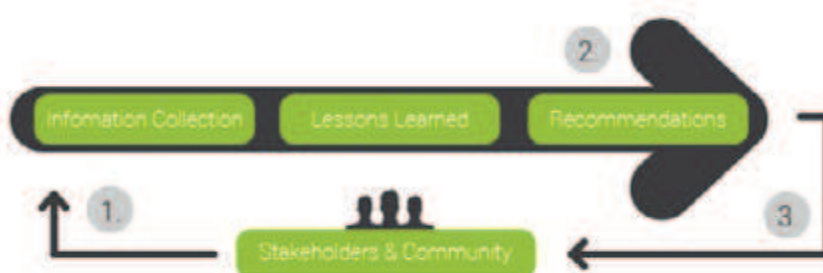 2.
Infomation Collection
Lessons Learned
Recommendations
1.
3
Stakeholders & Community